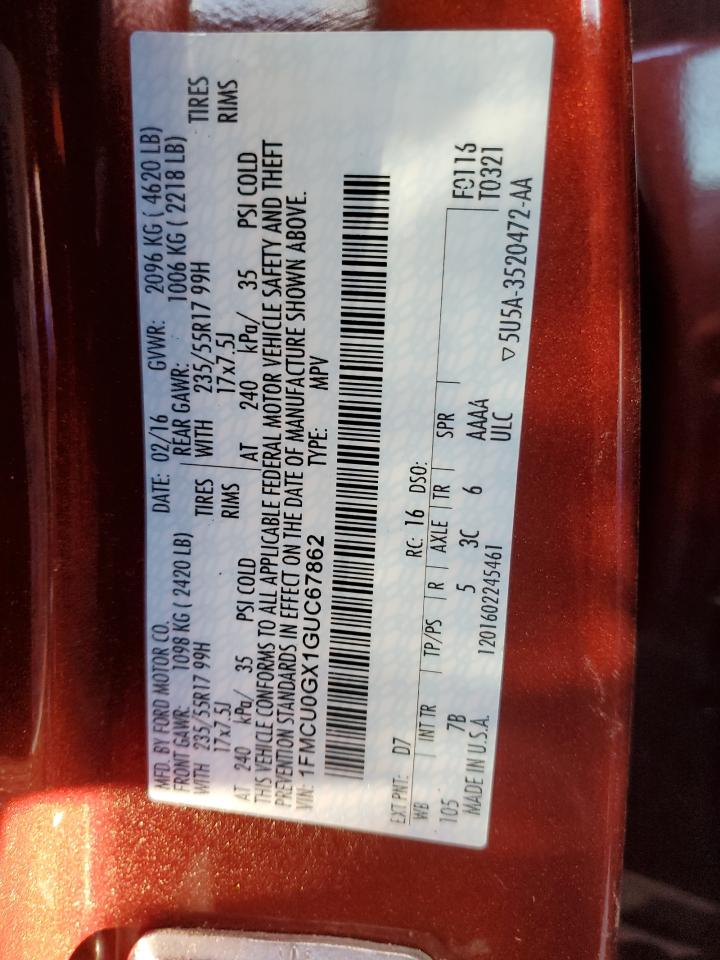 MFD. BY FORD MOTOR CO. DATE: 02/16 GVWR: 2096 KG ( 4620 LB)
FRONT GAWR: 1098 KG ( 2420 LB) REAR GAWR: 1006 KG ( 2218 LB)
WITH 235/55R17 99H TIRES WITH 235/55R17 99H TIRES
17x7.5J RIMS 17x7.5J RIMS
AT 240 kPa/ 35 PSI COLD AT 240 kPa/ 35 PSI COLD
THIS VEHICLE CONFORMS TO ALL APPLICABLE FEDERAL MOTOR VEHICLE SAFETY AND THEFT
PREVENTION STANDARDS IN EFFECT ON THE DATE OF MANUFACTURE SHOWN ABOVE.
VIN: 1FMCU0GX1GUC67862 TYPE: MPV
EXT PNT: D7 RC: 16 DSO: F0116
WB INT TR TP/PS R AXLE TR SPR T0321
105 7B 5 3C 6 AAAA
MADE IN U.S.A. 1201602245461 ULC ▽5U5A-3520472-AA